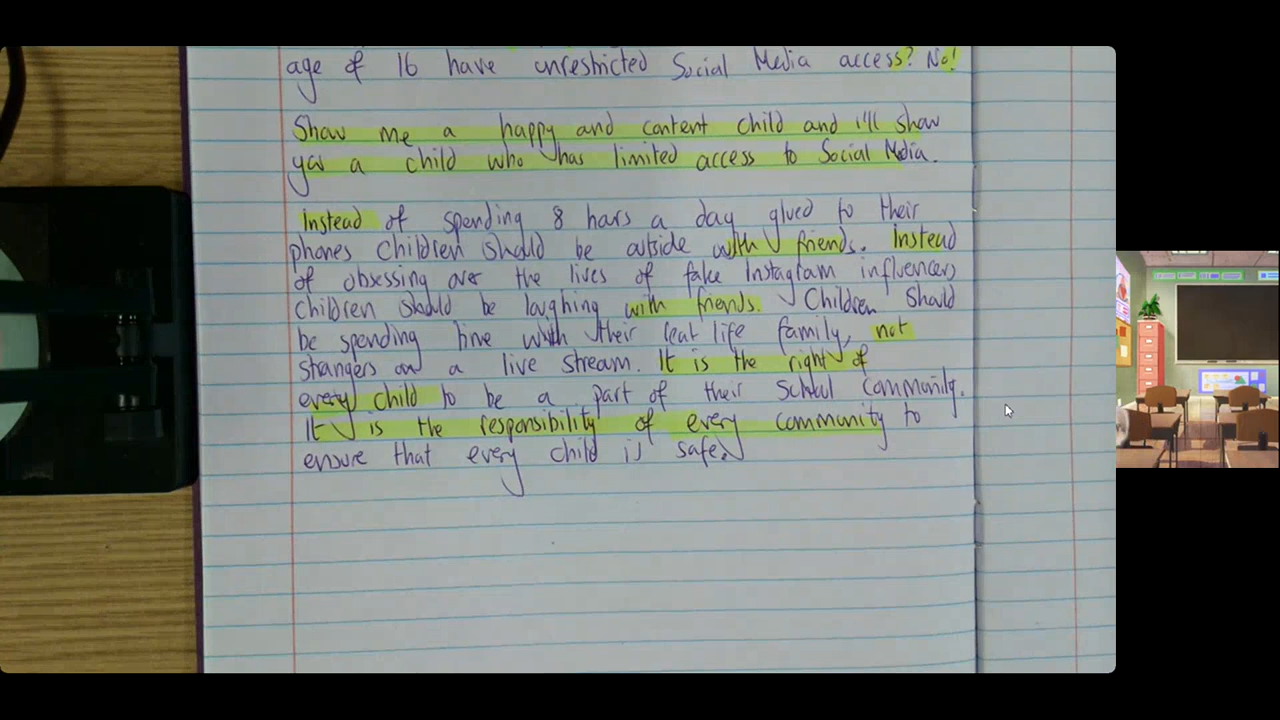 age of 16 have unrestricted Social Media access? No!
Show me a happy and content child and i'll show
you a child who has limited access to Social Media.
Instead of spending 8 hours a day glued to their
phones children should be outside with friends. Instead
of obsessing over the lives of fake Instagram influencers
children should be laughing with friends. Children should
be spending time with their real life family, not
strangers on a live stream. It is the right of
every child to be a part of their school community.
It is the responsibility of every community to
ensure that every child is safe.